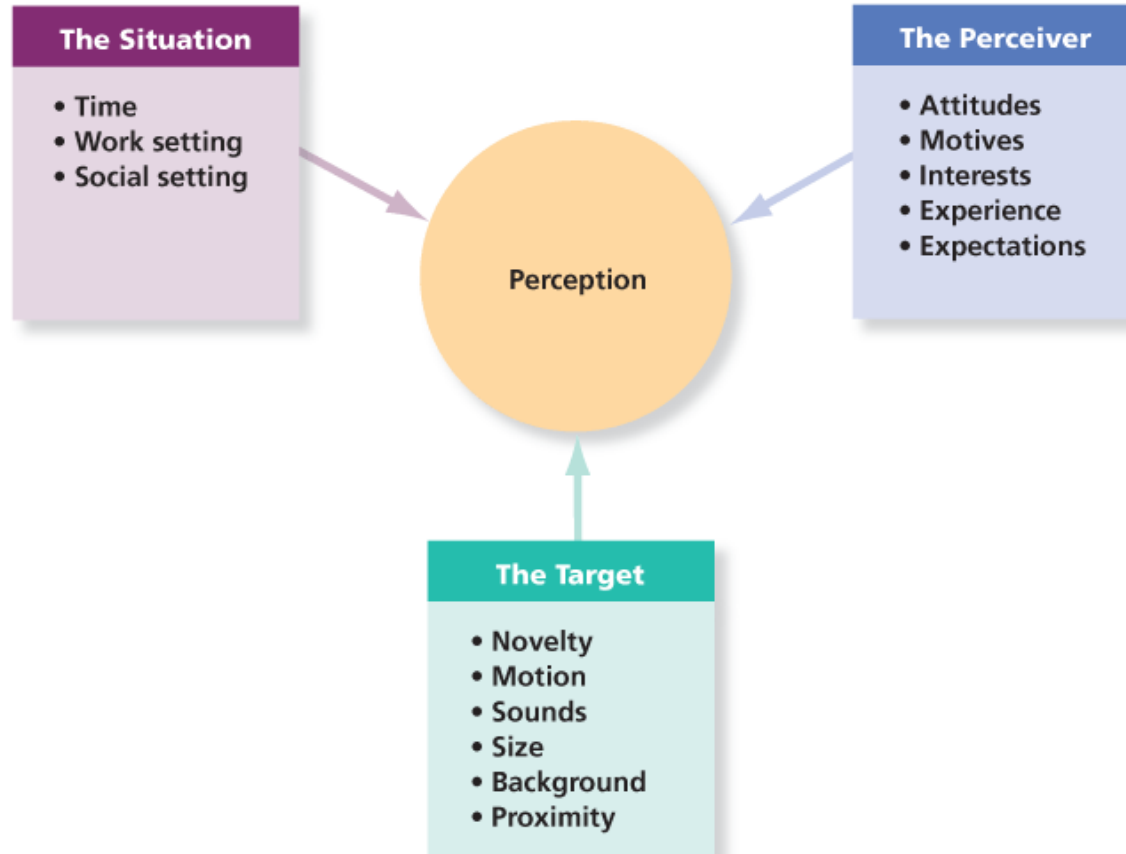 The Situation
• Time
• Work setting
• Social setting
The Perceiver
• Attitudes
• Motives
• Interests
• Experience
• Expectations
Perception
The Target
• Novelty
• Motion
• Sounds
• Size
• Background
• Proximity